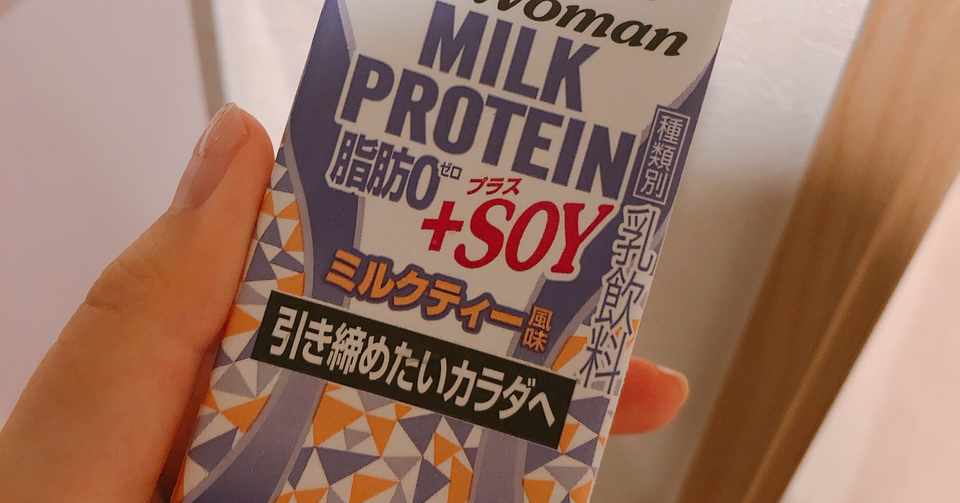 woman
MILK
PROTEIN
脂肪0ゼロ
プラス
+SOY
ミルクティー風味
引き締めたいカラダへ
種類別
乳飲料